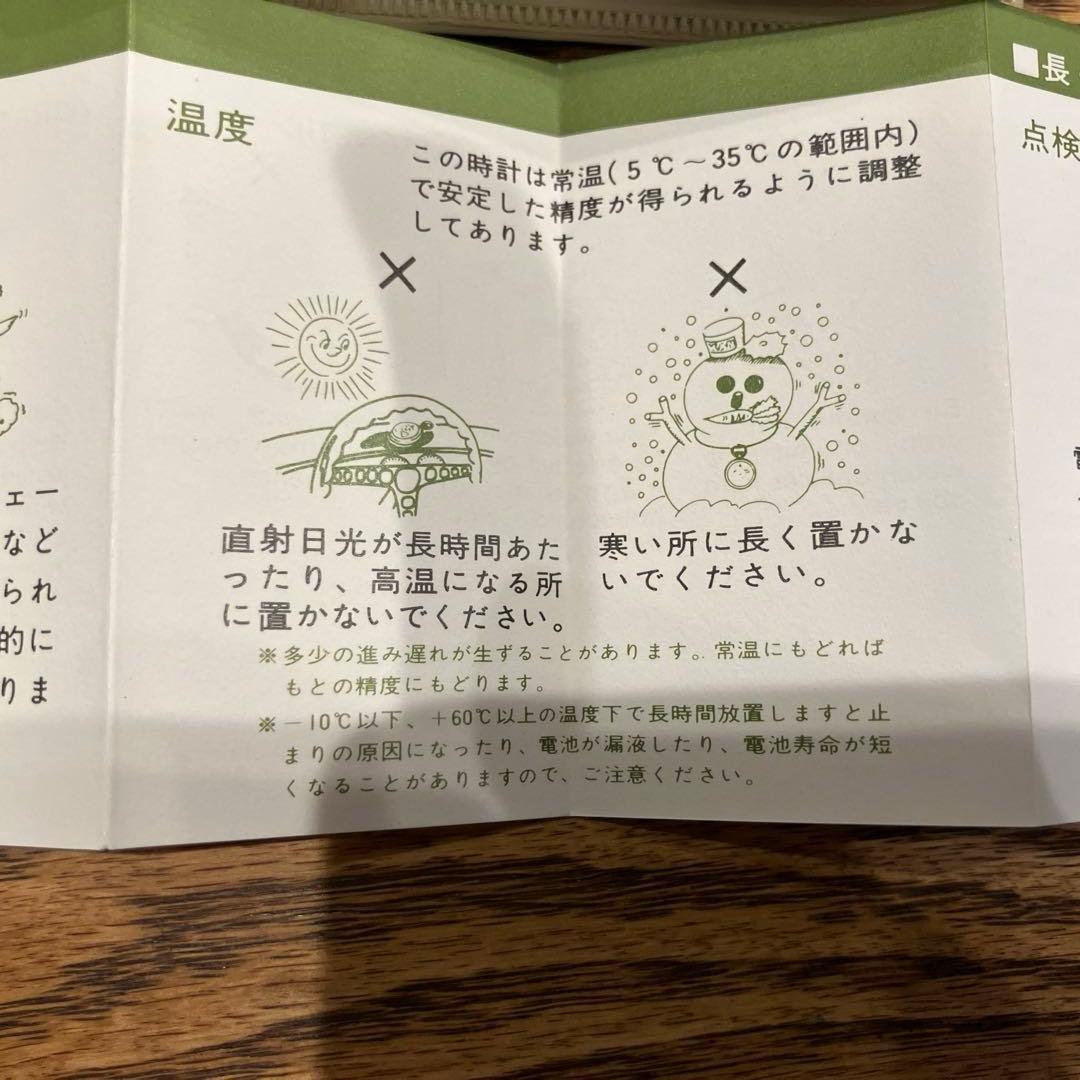 温度
この時計は常温(5℃～35℃の範囲内)
で安定した精度が得られるように調整
してあります。
×
×
直射日光が長時間あた
ったり、高温になる所
に置かないでください。
寒い所に長く置かな
いでください。
※多少の進み遅れが生ずることがあります。常温にもどれば
もとの精度にもどります。
※－10℃以下、＋60℃以上の温度下で長時間放置しますと止
まりの原因になったり、電池が漏液したり、電池寿命が短
くなることがありますので、ご注意ください。
ェー
など
られ
的に
りま
■長
点検